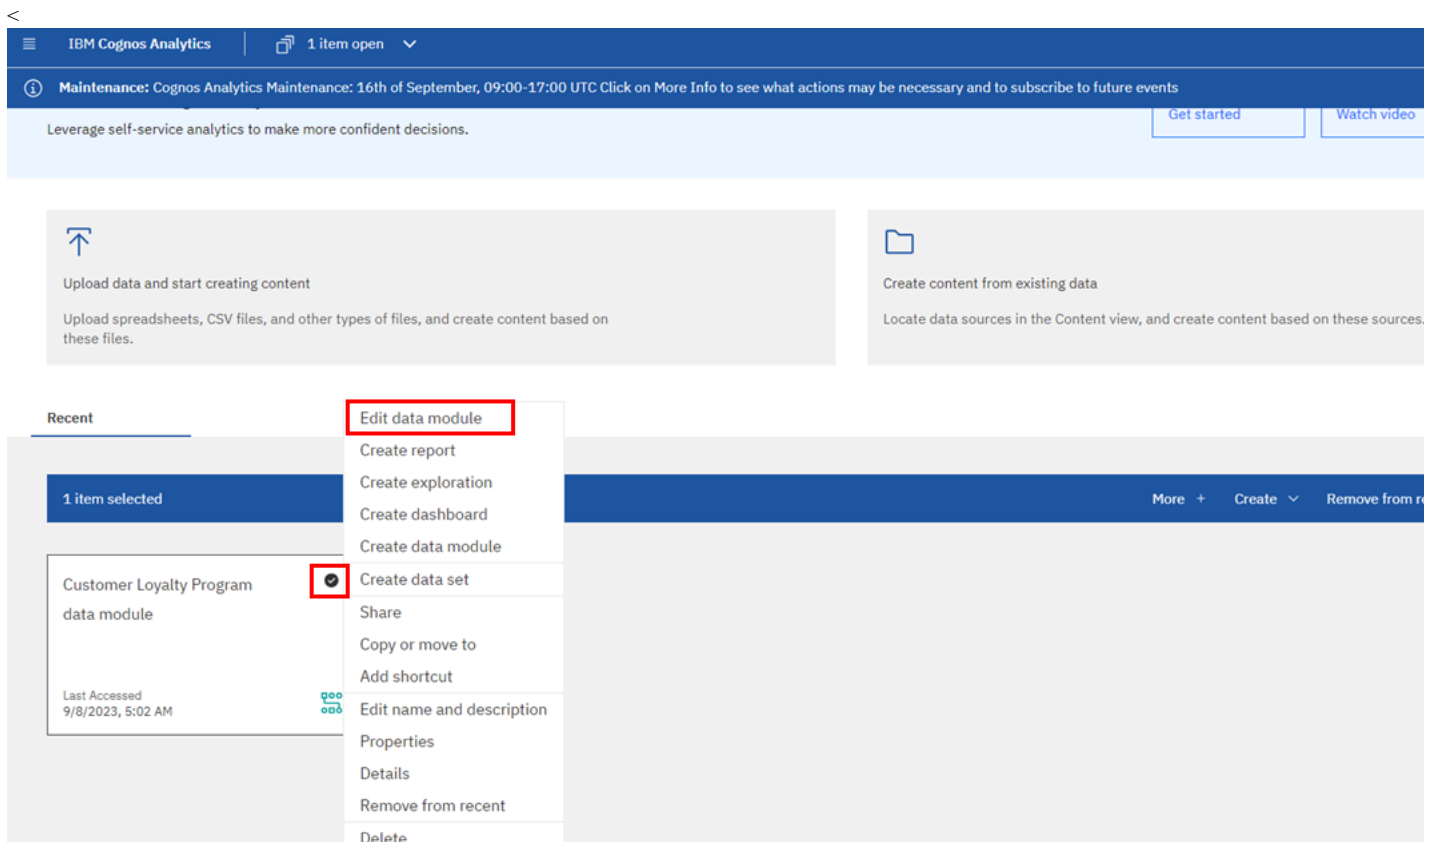 <
IBM Cognos Analytics
1 item open
Maintenance: Cognos Analytics Maintenance: 16th of September, 09:00-17:00 UTC Click on More Info to see what actions may be necessary and to subscribe to future events
Leverage self-service analytics to make more confident decisions.
Get started
Watch video
Upload data and start creating content
Upload spreadsheets, CSV files, and other types of files, and create content based on
these files.
Create content from existing data
Locate data sources in the Content view, and create content based on these sources.
Recent
Edit data module
Create report
Create exploration
Create dashboard
Create data module
Create data set
Share
Copy or move to
Add shortcut
Edit name and description
Properties
Details
Remove from recent
Delete
1 item selected
More +
Create
Remove from
Customer Loyalty Program
data module
Last Accessed
9/8/2023, 5:02 AM